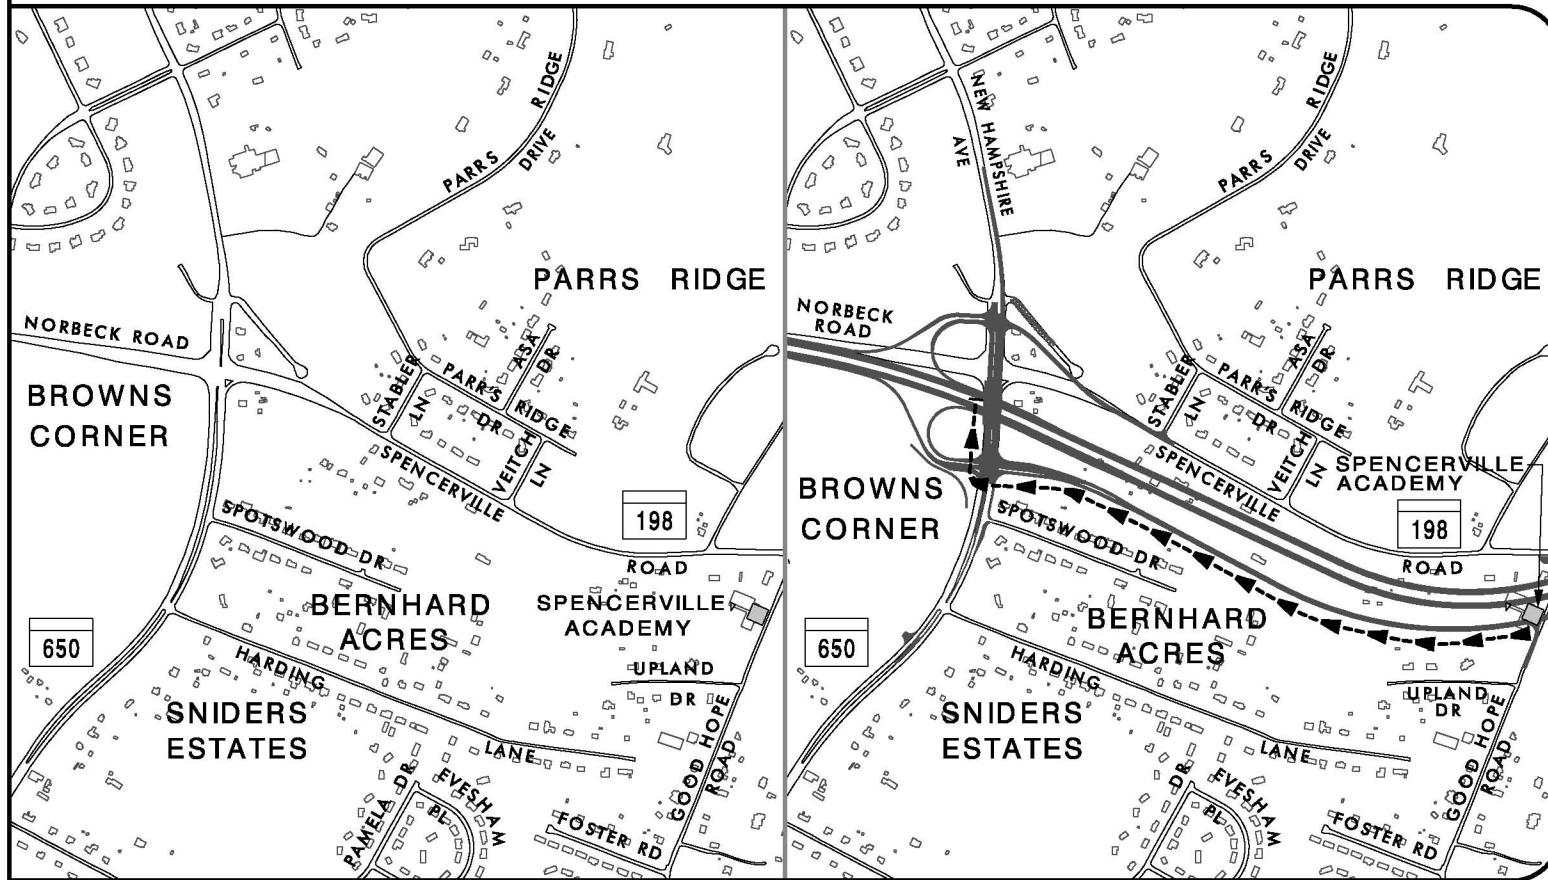 PARRS RIDGE
DRIVE
PARRS RIDGE
NORBECK ROAD
BROWNS
CORNER
STABLER
LN
PARR'S RIDGE
DR
ASA
DR
VEITCH
LN
SPENCERVILLE
198
ROAD
SPOTSWOOD DR
BERNHARD
ACRES
SPENCERVILLE
ACADEMY
650
HARDING
LANE
UPLAND
DR
SNIDERS
ESTATES
GOOD HOPE
ROAD
PAMELA DR
EVESHAM
PL
FOSTER RD
NEW HAMPSHIRE
AVE
PARRS RIDGE
DRIVE
PARRS RIDGE
NORBECK
ROAD
BROWNS
CORNER
STABLER
LN
PARR'S RIDGE
DR
ASA
DR
VEITCH
LN
SPENCERVILLE
SPENCERVILLE
ACADEMY
198
ROAD
SPOTSWOOD DR
BERNHARD
ACRES
650
HARDING
LANE
UPLAND
DR
SNIDERS
ESTATES
GOOD HOPE
ROAD
DR
EVESHAM
PL
FOSTER RD